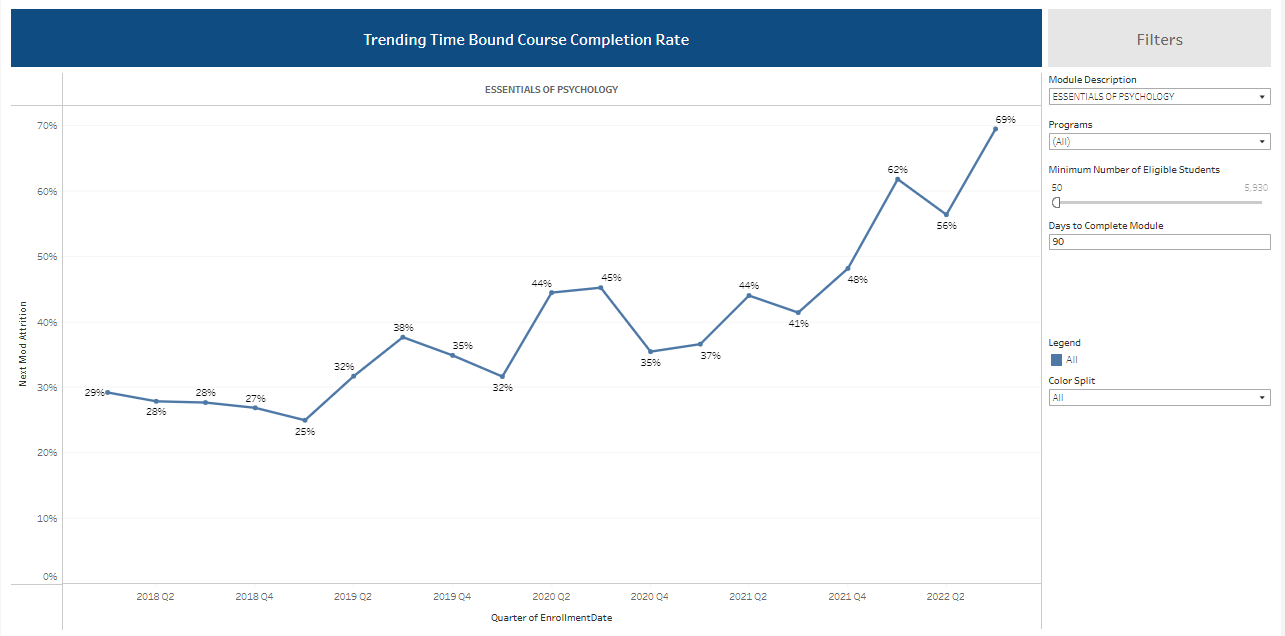 Trending Time Bound Course Completion Rate
ESSENTIALS OF PSYCHOLOGY
Next Mod Attrition
70%
60%
50%
40%
30%
20%
10%
0%
29%
28%
28%
27%
25%
32%
38%
35%
32%
44%
45%
35%
37%
44%
41%
48%
62%
56%
69%
2018 Q2
2018 Q4
2019 Q2
2019 Q4
2020 Q2
2020 Q4
2021 Q2
2021 Q4
2022 Q2
Quarter of EnrollmentDate
Filters
Module Description
ESSENTIALS OF PSYCHOLOGY
Programs
(All)
Minimum Number of Eligible Students
50 5,930
Days to Complete Module
90
Legend
All
Color Split
All